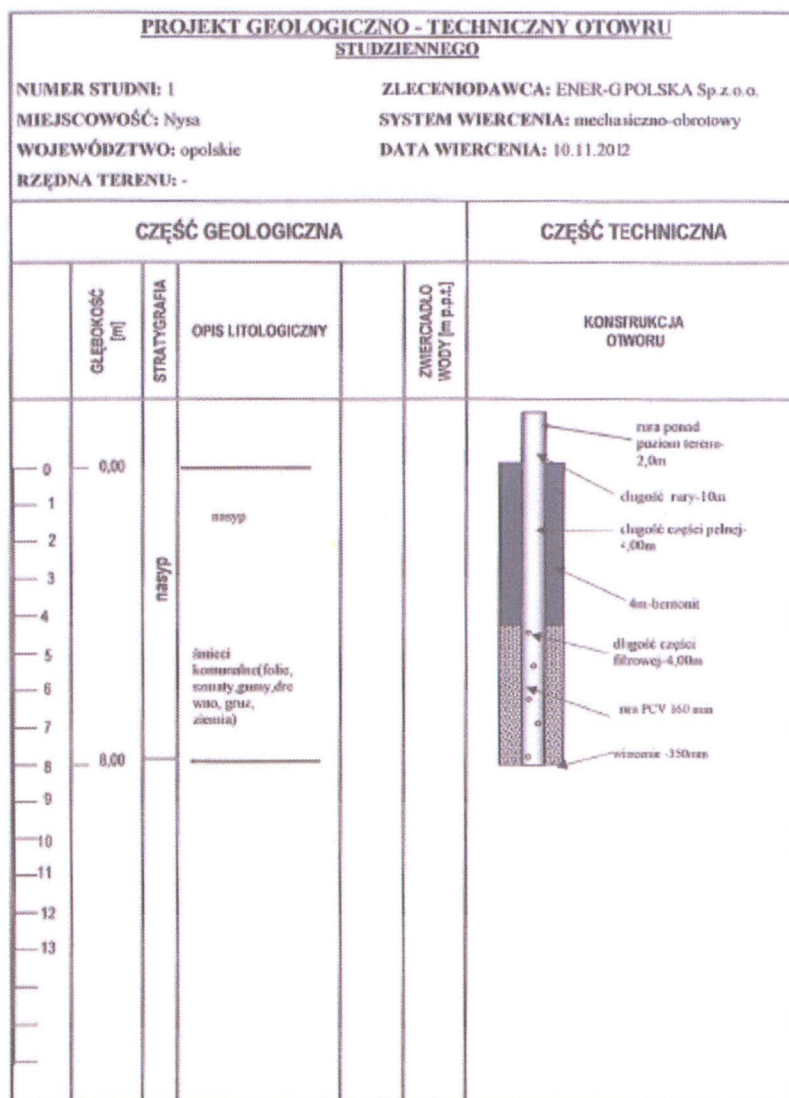 PROJEKT GEOLOGICZNO - TECHNICZNY OTOWRU
STUDZIENNEGO
NUMER STUDNI: 1
ZLECENIODAWCA: ENER-G POLSKA Sp.z.o.o.
MIEJSCOWOŚĆ: Nysa
SYSTEM WIERCENIA: mechaniczno-obrotowy
WOJEWÓDZTWO: opolskie
DATA WIERCENIA: 10.11.2012
RZĘDNA TERENU: -
CZĘŚĆ GEOLOGICZNA
CZĘŚĆ TECHNICZNA
GŁĘBOKOŚĆ
[m]
STRATYGRAFIA
OPIS LITOLOGICZNY
ZWIERCIADŁO
WODY [m p.p.t.]
KONSTRUKCJA
OTWORU
rura ponad
poziom terenu-
2,0m
0
0,00
długość rury-10m
1
nasyp
długość części pełnej-
4,00m
2
nasyp
3
4m-bentonit
4
długość części
filtrowej-4,00m
5
śmieci
komunalne(folie,
szmaty,gumy,dre
wno, gruz,
ziemia)
6
rura PCV 160 mm
7
wiercenie -350mm
8
8,00
9
10
11
12
13